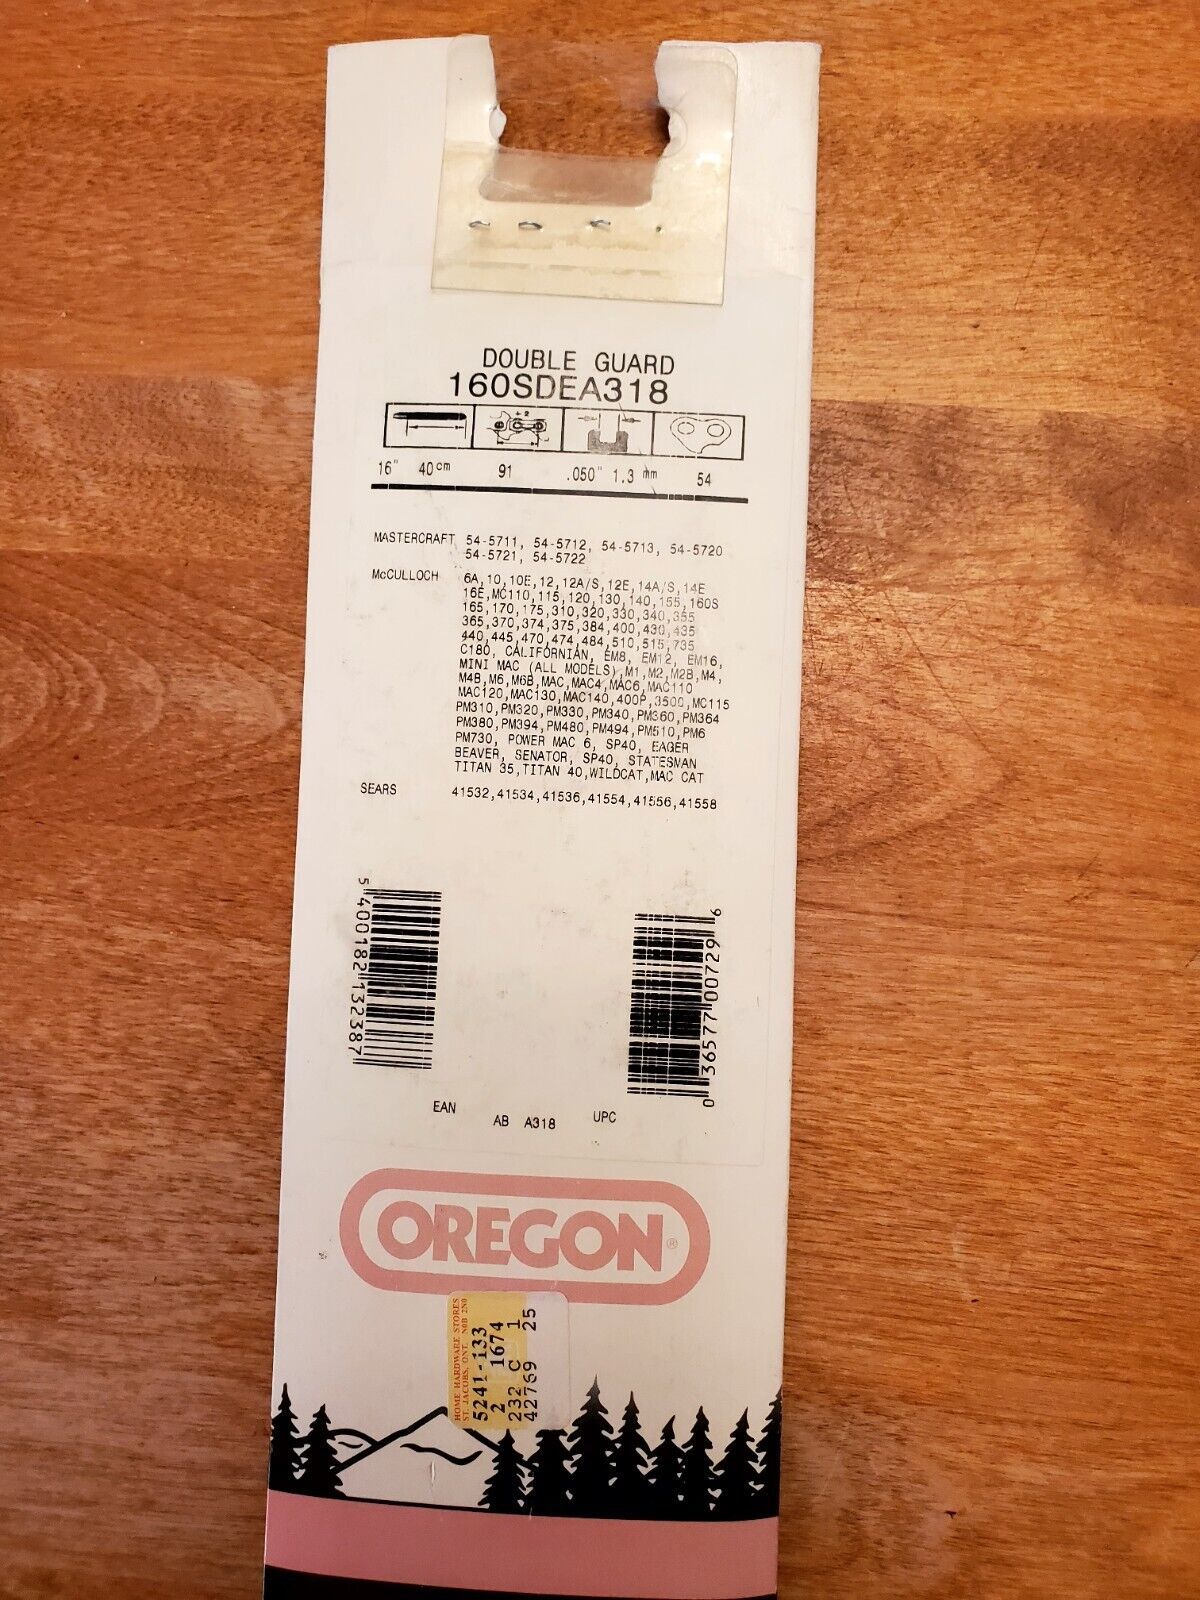 DOUBLE GUARD
160SDEA318
+ 2
16" 40cm 91 .050" 1.3 mm 54
MASTERCRAFT 54-5711, 54-5712, 54-5713, 54-5720
54-5721, 54-5722
McCULLOCH 6A,10,10E,12,12A/S,12E,14A/S,14E
16E,MC110,115,120,130,140,155,160S
165,170,175,310,320,330,340,355
365,370,374,375,384,400,430,435
440,445,470,474,484,510,515,735
C180, CALIFORNIAN, EM8, EM12, EM16,
MINI MAC (ALL MODELS),M1,M2,M2B,M4,
M4B,M6,M6B,MAC,MAC4,MAC6,MAC110
MAC120,MAC130,MAC140,400P,3500,MC115
PM310,PM320,PM330,PM340,PM360,PM364
PM380,PM394,PM480,PM494,PM510,PM6
PM730, POWER MAC 6, SP40, EAGER
BEAVER, SENATOR, SP40, STATESMAN
TITAN 35,TITAN 40,WILDCAT,MAC CAT
SEARS 41532,41534,41536,41554,41556,41558
5 400182 132387
0 36577 00729 6
EAN AB A318 UPC
OREGON®
HOME HARDWARE STORES
ST. JACOBS, ONT. N0B 2N0
5241-133
2 1674
232 C 1
42769 25